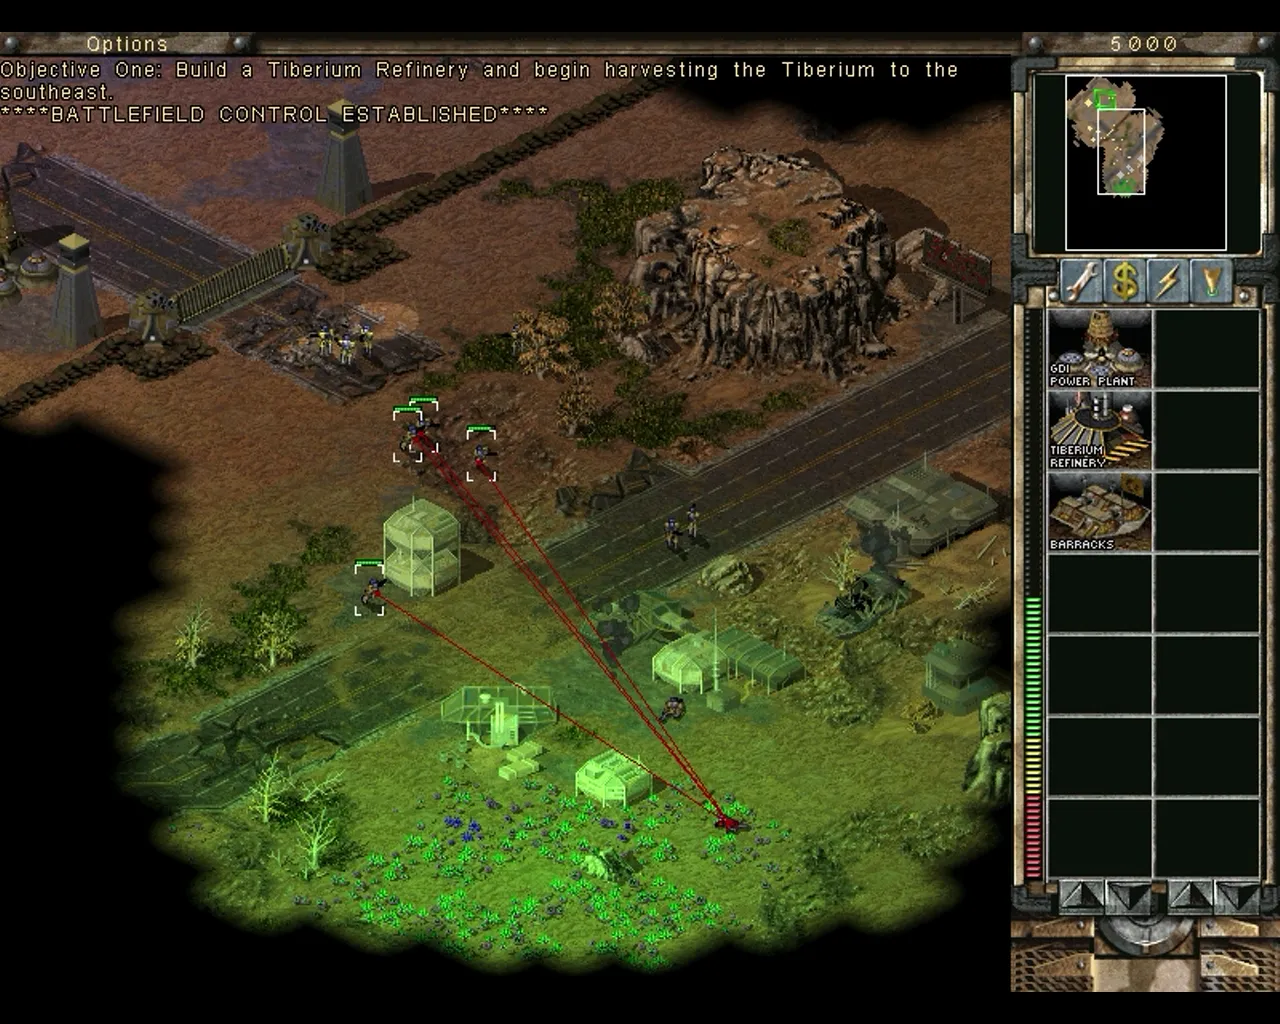 Options
5000
Objective One: Build a Tiberium Refinery and begin harvesting the Tiberium to the
southeast.
****BATTLEFIELD CONTROL ESTABLISHED****
GDI
POWER PLANT
TIBERIUM
REFINERY
BARRACKS